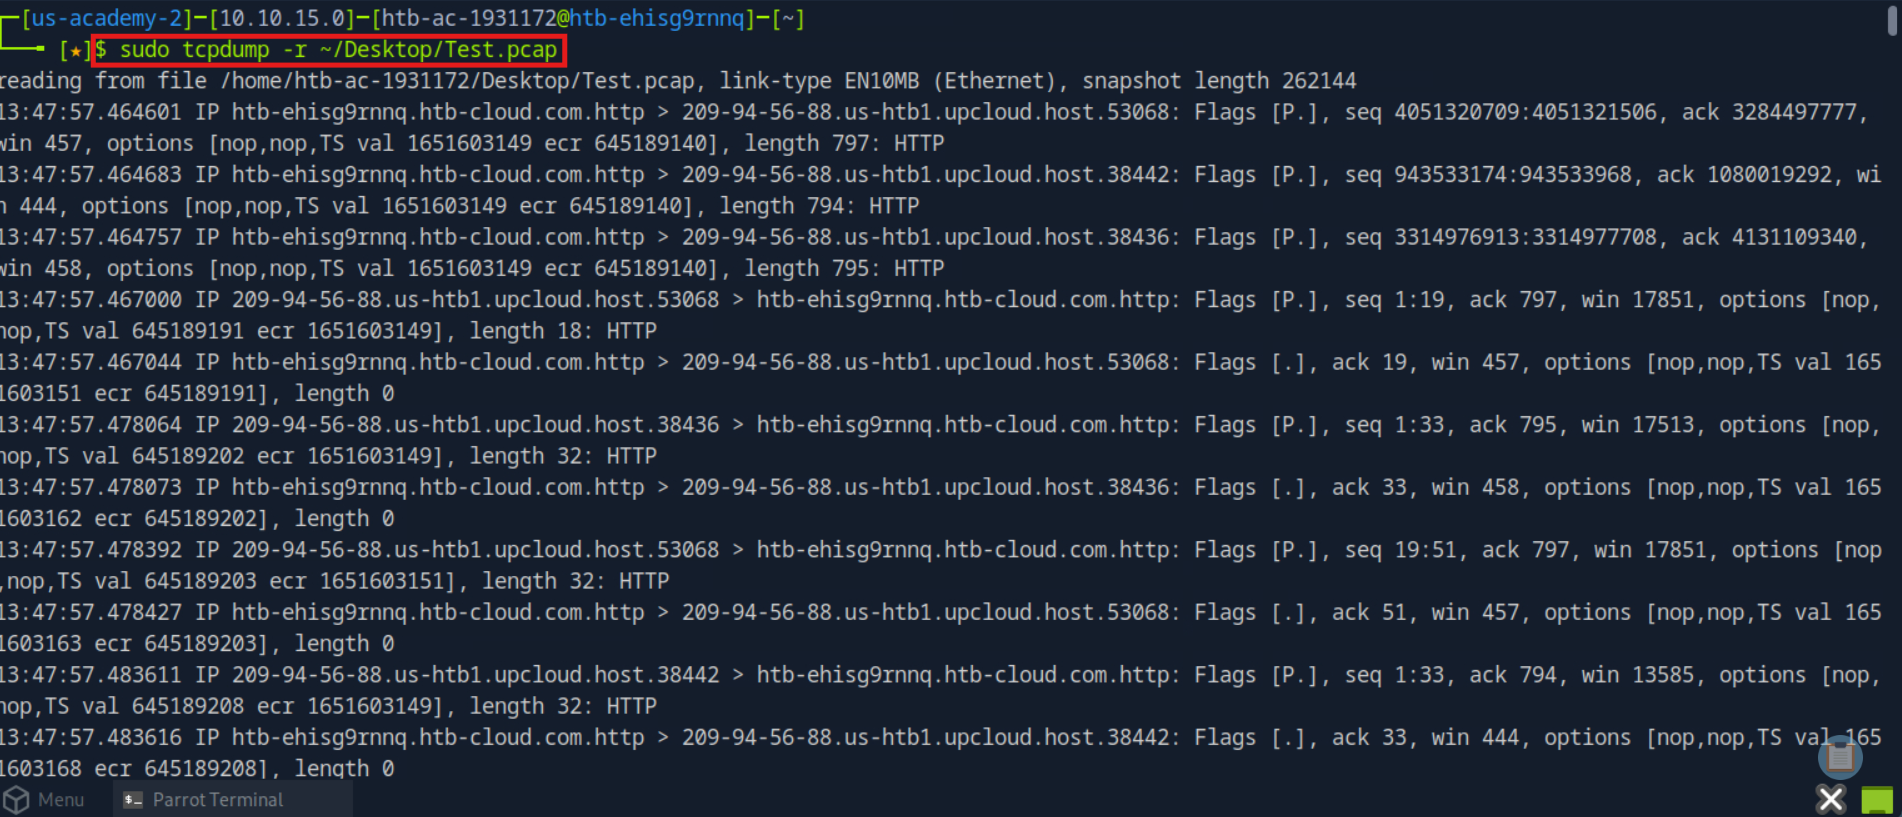 [us-academy-2]-[10.10.15.0]-[htb-ac-1931172@htb-ehisg9rnnq]-[~]
[★]$ sudo tcpdump -r ~/Desktop/Test.pcap
reading from file /home/htb-ac-1931172/Desktop/Test.pcap, link-type EN10MB (Ethernet), snapshot length 262144
13:47:57.464601 IP htb-ehisg9rnnq.htb-cloud.com.http > 209-94-56-88.us-htb1.upcloud.host.53068: Flags [P.], seq 4051320709:4051321506, ack 3284497777,
win 457, options [nop,nop,TS val 1651603149 ecr 645189140], length 797: HTTP
13:47:57.464683 IP htb-ehisg9rnnq.htb-cloud.com.http > 209-94-56-88.us-htb1.upcloud.host.38442: Flags [P.], seq 943533174:943533968, ack 1080019292, wi
n 444, options [nop,nop,TS val 1651603149 ecr 645189140], length 794: HTTP
13:47:57.464757 IP htb-ehisg9rnnq.htb-cloud.com.http > 209-94-56-88.us-htb1.upcloud.host.38436: Flags [P.], seq 3314976913:3314977708, ack 4131109340,
win 458, options [nop,nop,TS val 1651603149 ecr 645189140], length 795: HTTP
13:47:57.467000 IP 209-94-56-88.us-htb1.upcloud.host.53068 > htb-ehisg9rnnq.htb-cloud.com.http: Flags [P.], seq 1:19, ack 797, win 17851, options [nop,
nop,TS val 645189191 ecr 1651603149], length 18: HTTP
13:47:57.467044 IP htb-ehisg9rnnq.htb-cloud.com.http > 209-94-56-88.us-htb1.upcloud.host.53068: Flags [.], ack 19, win 457, options [nop,nop,TS val 165
1603151 ecr 645189191], length 0
13:47:57.478064 IP 209-94-56-88.us-htb1.upcloud.host.38436 > htb-ehisg9rnnq.htb-cloud.com.http: Flags [P.], seq 1:33, ack 795, win 17513, options [nop,
nop,TS val 645189202 ecr 1651603149], length 32: HTTP
13:47:57.478073 IP htb-ehisg9rnnq.htb-cloud.com.http > 209-94-56-88.us-htb1.upcloud.host.38436: Flags [.], ack 33, win 458, options [nop,nop,TS val 165
1603162 ecr 645189202], length 0
13:47:57.478392 IP 209-94-56-88.us-htb1.upcloud.host.53068 > htb-ehisg9rnnq.htb-cloud.com.http: Flags [P.], seq 19:51, ack 797, win 17851, options [nop
,nop,TS val 645189203 ecr 1651603151], length 32: HTTP
13:47:57.478427 IP htb-ehisg9rnnq.htb-cloud.com.http > 209-94-56-88.us-htb1.upcloud.host.53068: Flags [.], ack 51, win 457, options [nop,nop,TS val 165
1603163 ecr 645189203], length 0
13:47:57.483611 IP 209-94-56-88.us-htb1.upcloud.host.38442 > htb-ehisg9rnnq.htb-cloud.com.http: Flags [P.], seq 1:33, ack 794, win 13585, options [nop,
nop,TS val 645189208 ecr 1651603149], length 32: HTTP
13:47:57.483616 IP htb-ehisg9rnnq.htb-cloud.com.http > 209-94-56-88.us-htb1.upcloud.host.38442: Flags [.], ack 33, win 444, options [nop,nop,TS val 165
1603168 ecr 645189208], length 0
Menu
Parrot Terminal